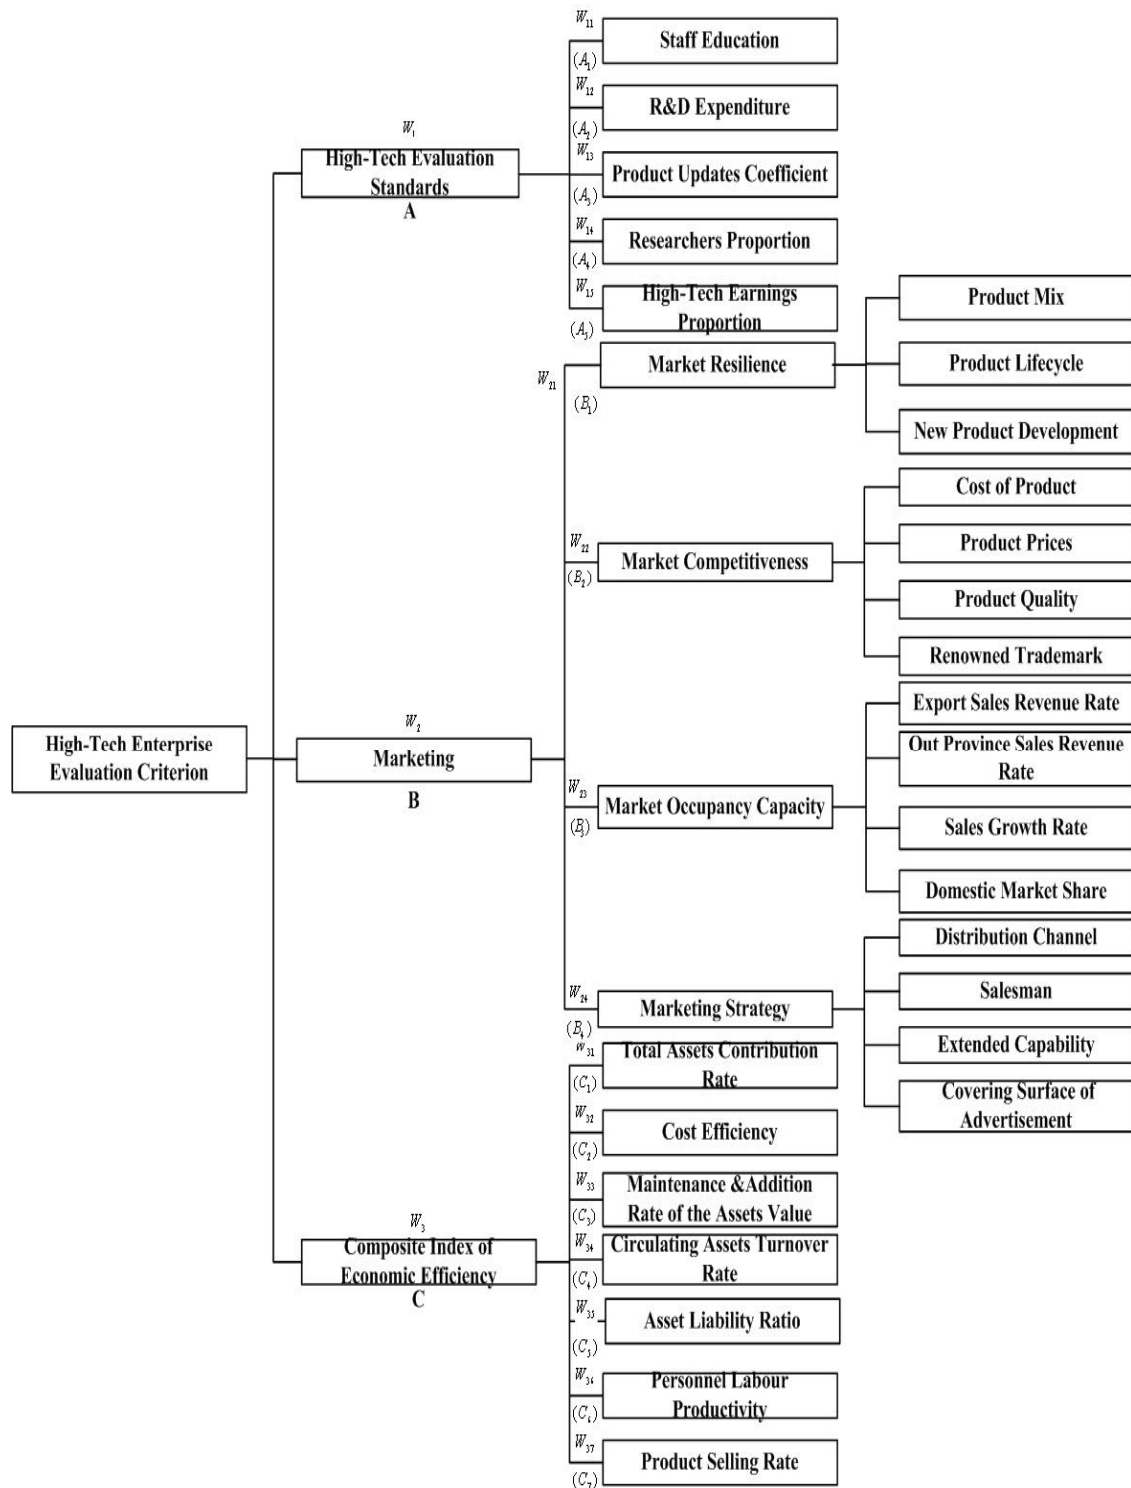 W₁₁
Staff Education
(A₁)
W₁₂
R&D Expenditure
(A₂)
W₁
High-Tech Evaluation
Standards
A
W₁₃
Product Updates Coefficient
(A₃)
W₁₄
Researchers Proportion
(A₄)
W₁₅
High-Tech Earnings
Proportion
(A₅)
Product Mix
W₂₁
Market Resilience
(B₁)
Product Lifecycle
New Product Development
Cost of Product
W₂₂
Market Competitiveness
(B₂)
Product Prices
Product Quality
Renowned Trademark
High-Tech Enterprise
Evaluation Criterion
W₂
Marketing
B
Export Sales Revenue Rate
Out Province Sales Revenue
Rate
W₂₃
Market Occupancy Capacity
(B₃)
Sales Growth Rate
Domestic Market Share
Distribution Channel
W₂₄
Marketing Strategy
(B₄)
Salesman
Extended Capability
Covering Surface of
Advertisement
W₃₁
Total Assets Contribution
Rate
(C₁)
W₃₂
Cost Efficiency
(C₂)
W₃₃
Maintenance &Addition
Rate of the Assets Value
(C₃)
W₃
Composite Index of
Economic Efficiency
C
W₃₄
Circulating Assets Turnover
Rate
(C₄)
W₃₅
Asset Liability Ratio
(C₅)
W₃₆
Personnel Labour
Productivity
(C₆)
W₃₇
Product Selling Rate
(C₇)